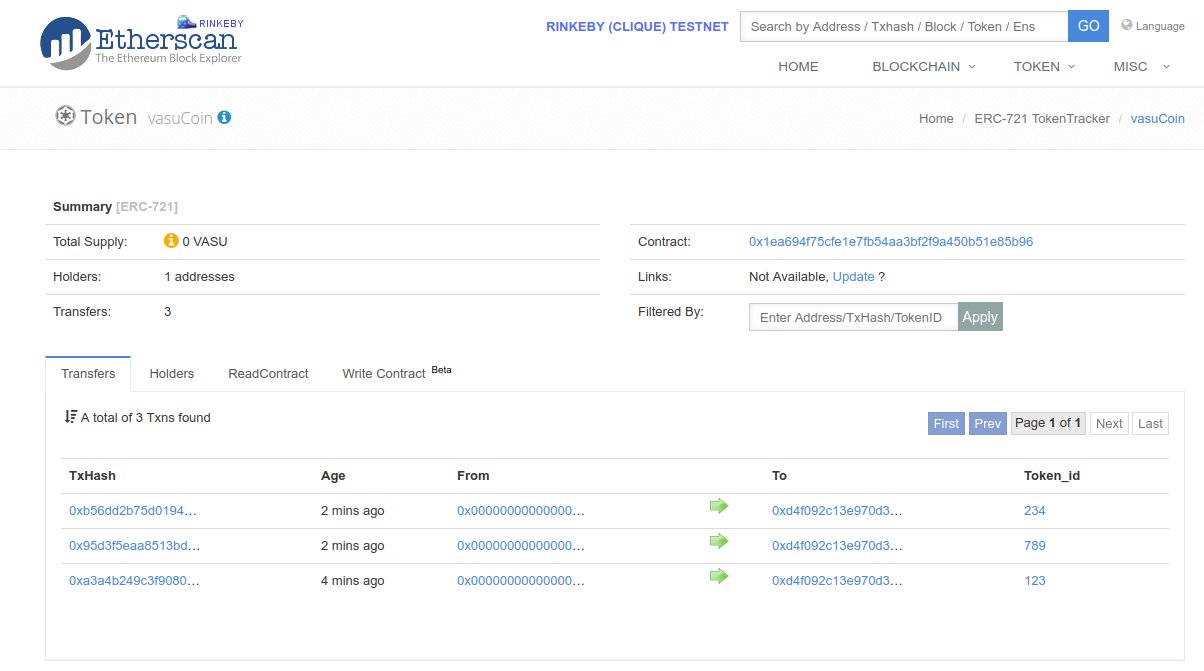 RINKEBY
Etherscan
The Ethereum Block Explorer
RINKEBY (CLIQUE) TESTNET
Search by Address / Txhash / Block / Token / Ens
GO
Language
HOME BLOCKCHAIN TOKEN MISC
Token vasuCoin
Home / ERC-721 TokenTracker / vasuCoin
Summary [ERC-721]
Total Supply: 0 VASU
Contract: 0x1ea694f75cfe1e7fb54aa3bf2f9a450b51e85b96
Holders: 1 addresses
Links: Not Available, Update ?
Transfers: 3
Filtered By: Enter Address/TxHash/TokenID Apply
Transfers Holders ReadContract Write Contract Beta
A total of 3 Txns found
First Prev Page 1 of 1 Next Last
TxHash Age From To Token_id
0xb56dd2b75d0194... 2 mins ago 0x00000000000000... 0xd4f092c13e970d3... 234
0x95d3f5eaa8513bd... 2 mins ago 0x00000000000000... 0xd4f092c13e970d3... 789
0xa3a4b249c3f9080... 4 mins ago 0x00000000000000... 0xd4f092c13e970d3... 123